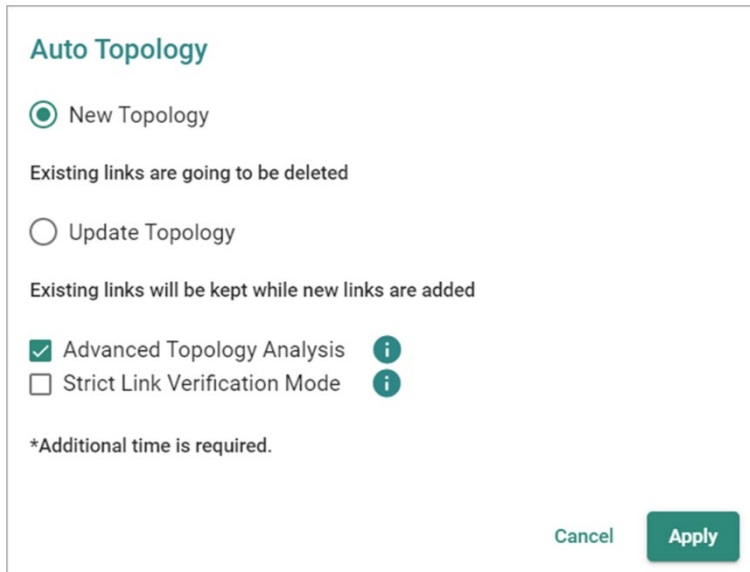 Auto Topology
New Topology
Existing links are going to be deleted
Update Topology
Existing links will be kept while new links are added
Advanced Topology Analysis
Strict Link Verification Mode
*Additional time is required.
Cancel Apply